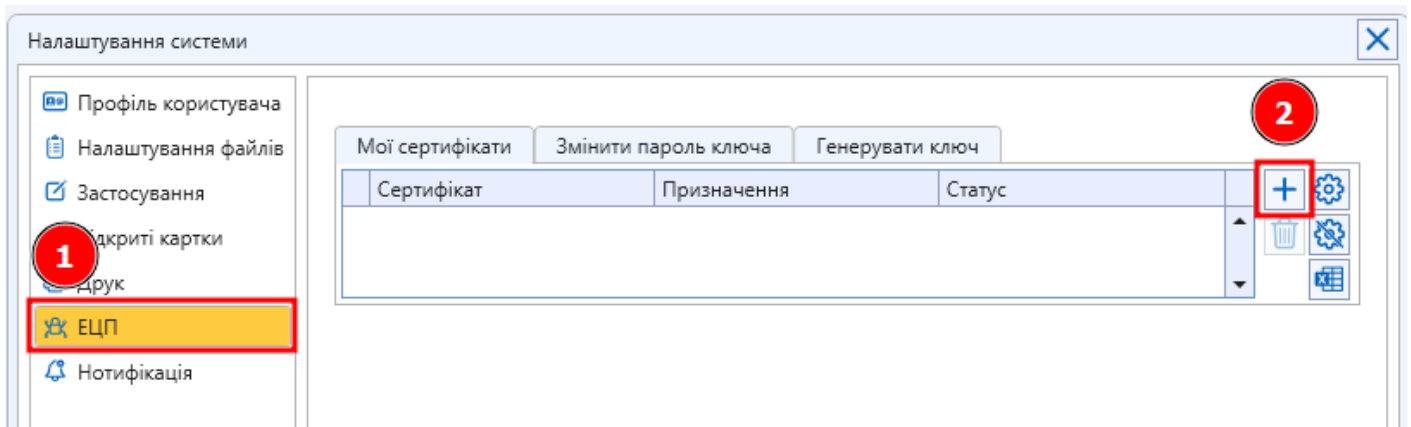 Налаштування системи
Профіль користувача
Налаштування файлів
Застосування
дкриті картки
Друк
ЕЦП
Нотифікація
1
2
Мої сертифікати Змінити пароль ключа Генерувати ключ
Сертифікат Призначення Статус